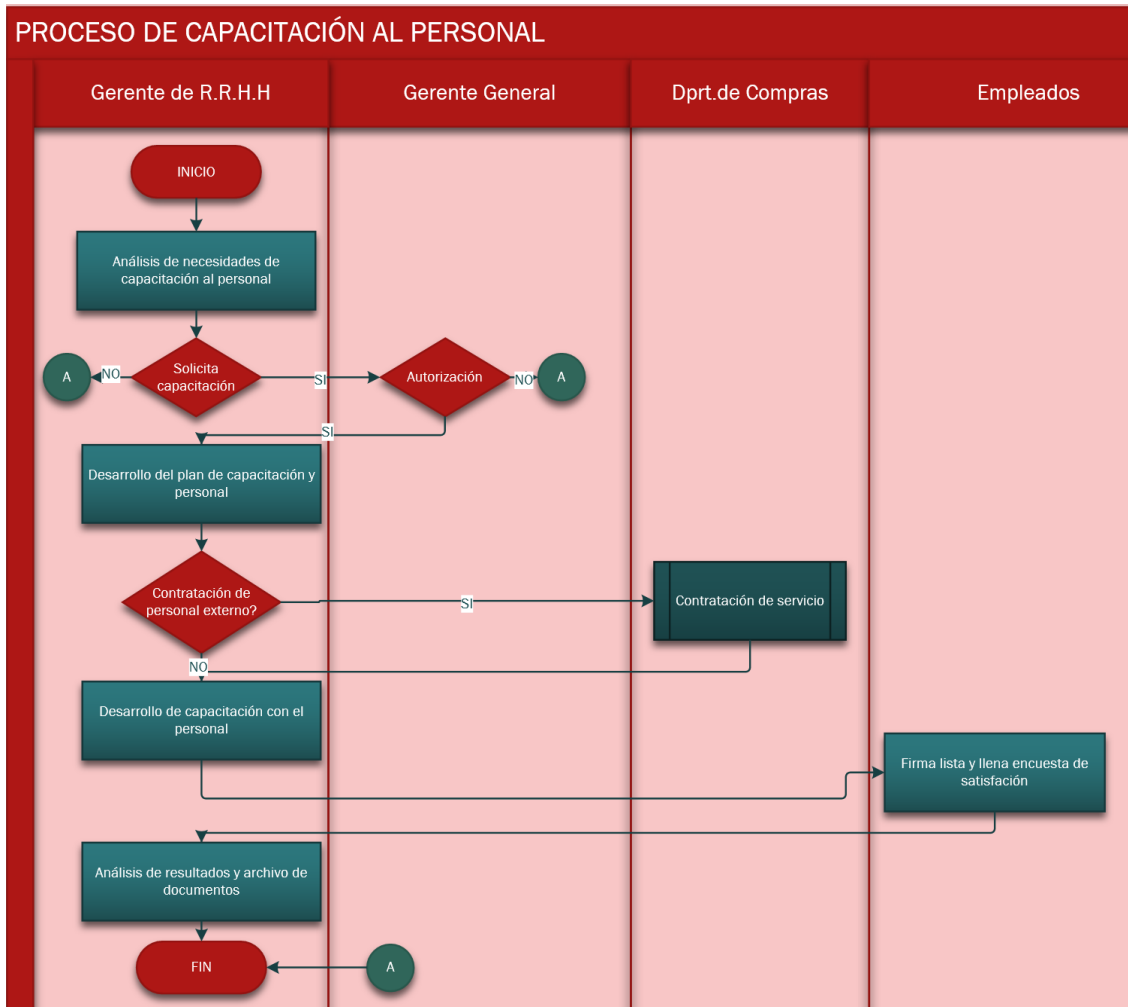 PROCESO DE CAPACITACIÓN AL PERSONAL
Gerente de R.R.H.H
Gerente General
Dprt.de Compras
Empleados
INICIO
Análisis de necesidades de
capacitación al personal
A
NO
Solicita
capacitación
SI
Autorización
NO
A
SI
Desarrollo del plan de capacitación y
personal
Contratación de
personal externo?
SI
Contratación de servicio
NO
Desarrollo de capacitación con el
personal
Firma lista y llena encuesta de
satisfacción
Análisis de resultados y archivo de
documentos
FIN
A